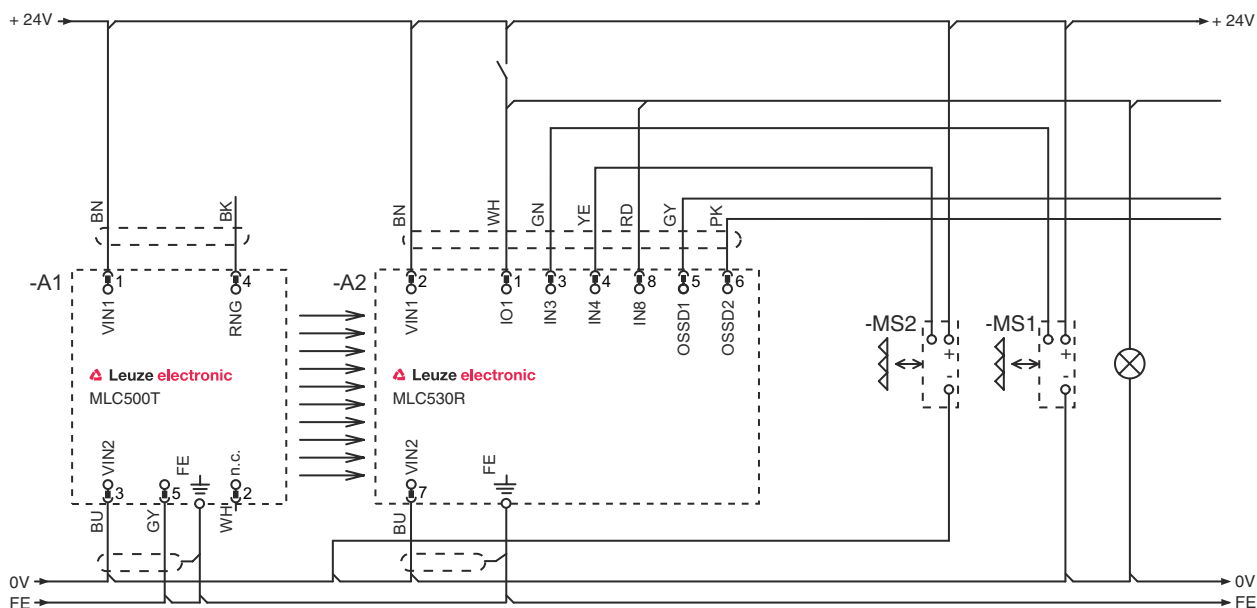 + 24V
+ 24V
BN
BK
BN
WH
GN
YE
RD
GY
PK
-A1
1
4
-A2
2
1
3
4
8
5
6
VIN1
RNG
VIN1
IO1
IN3
IN4
IN8
OSSD1
OSSD2
-MS2
-MS1
+
-
+
-
Leuze electronic
MLC500T
Leuze electronic
MLC530R
VIN2
FE
n.c.
VIN2
FE
3
5
2
7
BU
GY
WH
BU
0V
0V
FE
FE